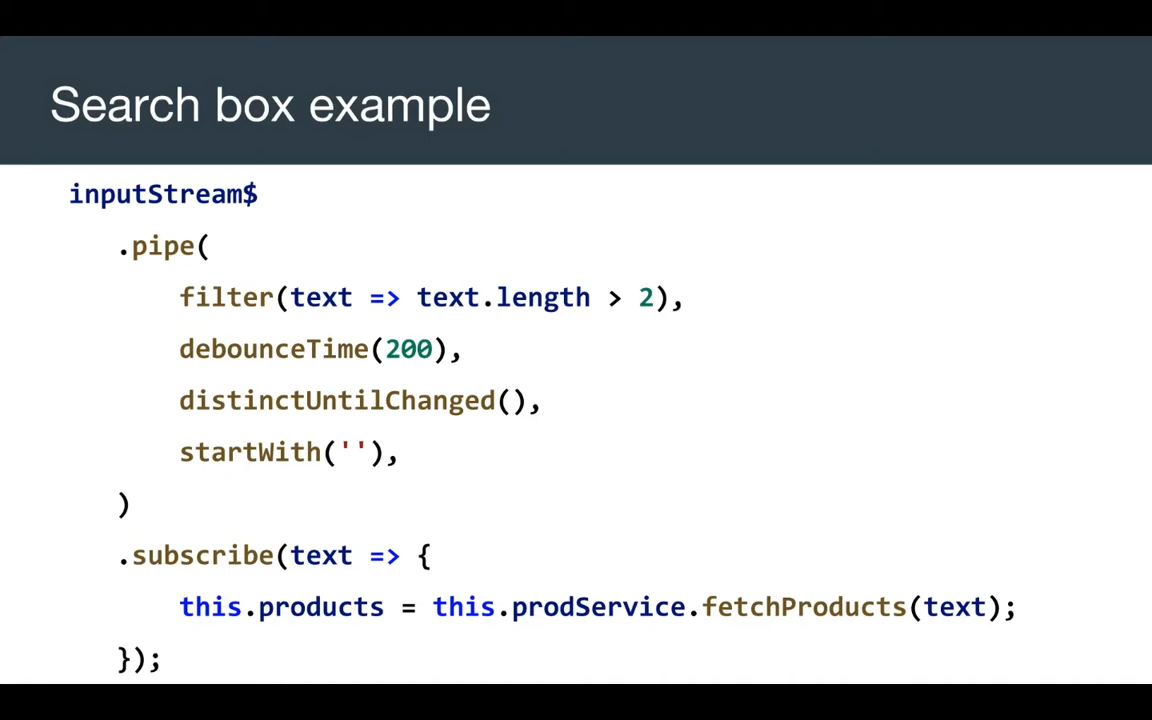 Search box example
inputStream$
.pipe(
filter(text => text.length > 2),
debounceTime(200),
distinctUntilChanged(),
startWith(''),
)
.subscribe(text => {
this.products = this.prodService.fetchProducts(text);
});